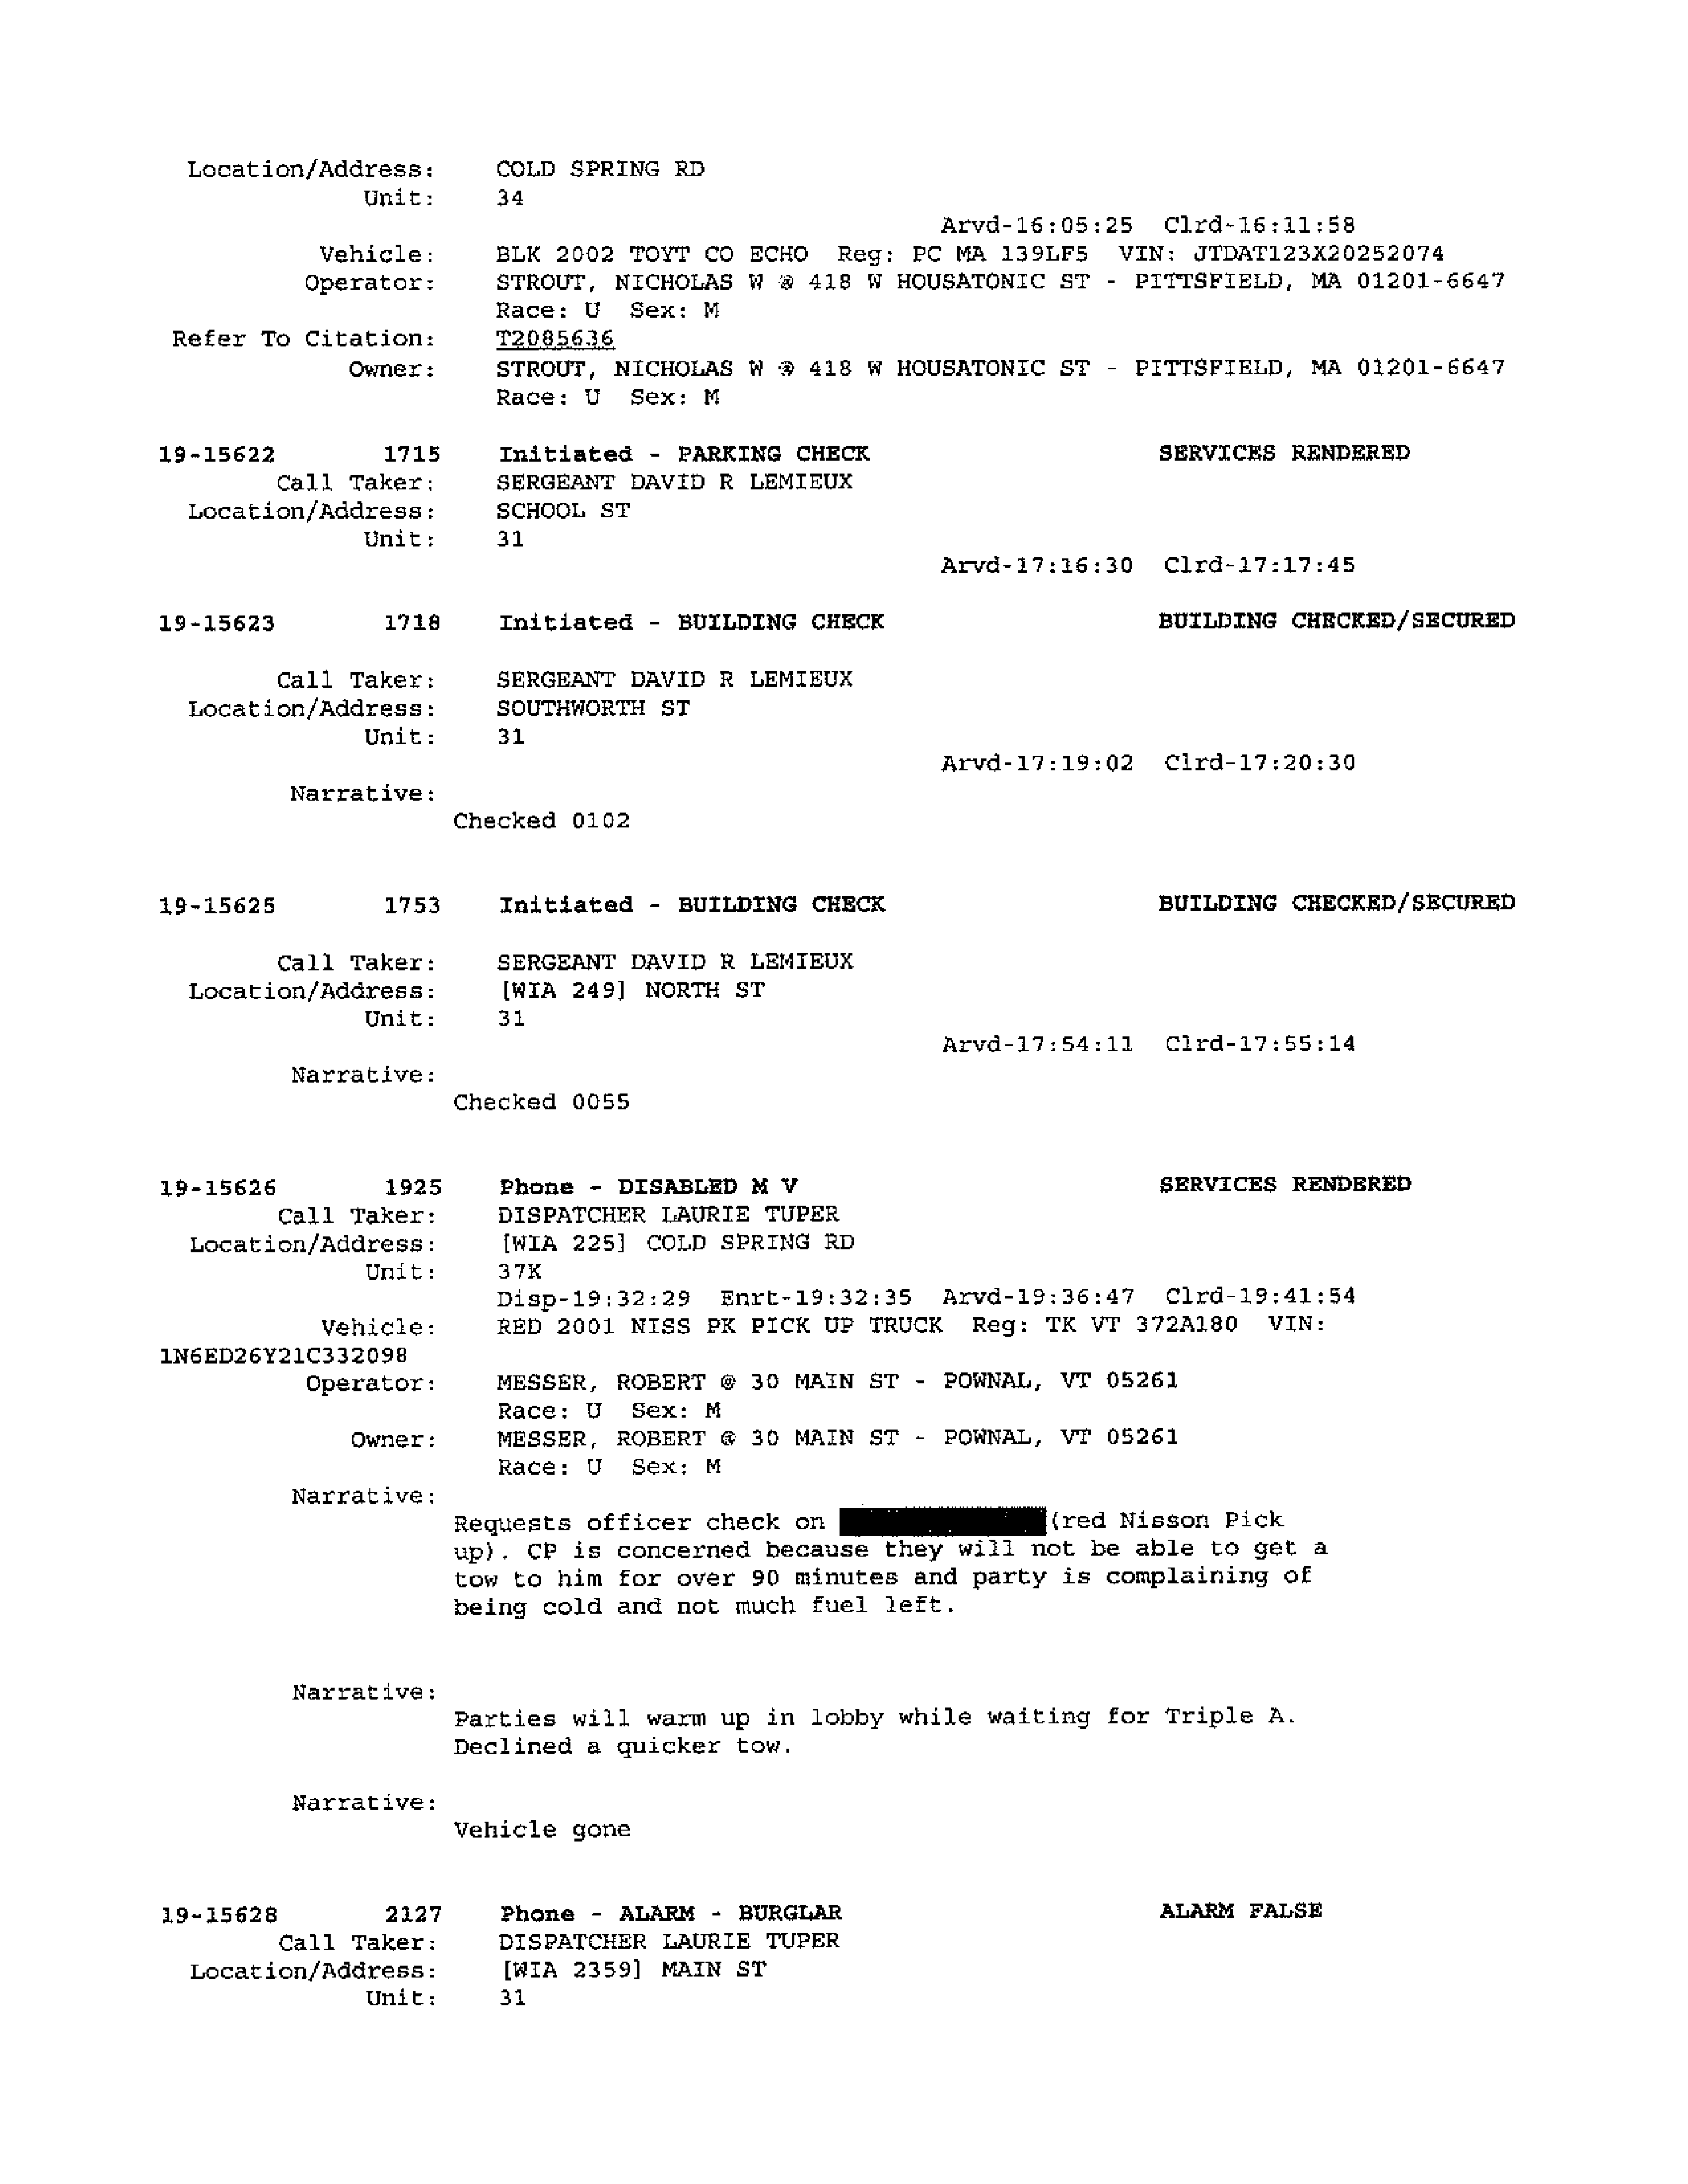 Location/Address: COLD SPRING RD
Unit: 34
Arvd-16:05:25 Clrd-16:11:58
Vehicle: BLK 2002 TOYT CO ECHO Reg: PC MA 139LF5 VIN: JTDAT123X20252074
Operator: STROUT, NICHOLAS W @ 418 W HOUSATONIC ST - PITTSFIELD, MA 01201-6647
Race: U Sex: M
Refer To Citation: T2085636
Owner: STROUT, NICHOLAS W @ 418 W HOUSATONIC ST - PITTSFIELD, MA 01201-6647
Race: U Sex: M
19-15622 1715 Initiated - PARKING CHECK SERVICES RENDERED
Call Taker: SERGEANT DAVID R LEMIEUX
Location/Address: SCHOOL ST
Unit: 31
Arvd-17:16:30 Clrd-17:17:45
19-15623 1718 Initiated - BUILDING CHECK BUILDING CHECKED/SECURED
Call Taker: SERGEANT DAVID R LEMIEUX
Location/Address: SOUTHWORTH ST
Unit: 31
Arvd-17:19:02 Clrd-17:20:30
Narrative:
Checked 0102
19-15625 1753 Initiated - BUILDING CHECK BUILDING CHECKED/SECURED
Call Taker: SERGEANT DAVID R LEMIEUX
Location/Address: [WIA 249] NORTH ST
Unit: 31
Arvd-17:54:11 Clrd-17:55:14
Narrative:
Checked 0055
19-15626 1925 Phone - DISABLED M V SERVICES RENDERED
Call Taker: DISPATCHER LAURIE TUPER
Location/Address: [WIA 225] COLD SPRING RD
Unit: 37K
Disp-19:32:29 Enrt-19:32:35 Arvd-19:36:47 Clrd-19:41:54
Vehicle: RED 2001 NISS PK PICK UP TRUCK Reg: TK VT 372A180 VIN:
1N6ED26Y21C332098
Operator: MESSER, ROBERT @ 30 MAIN ST - POWNAL, VT 05261
Race: U Sex: M
Owner: MESSER, ROBERT @ 30 MAIN ST - POWNAL, VT 05261
Race: U Sex: M
Narrative:
Requests officer check on (red Nisson Pick
up). CP is concerned because they will not be able to get a
tow to him for over 90 minutes and party is complaining of
being cold and not much fuel left.
Narrative:
Parties will warm up in lobby while waiting for Triple A.
Declined a quicker tow.
Narrative:
Vehicle gone
19-15628 2127 Phone - ALARM - BURGLAR ALARM FALSE
Call Taker: DISPATCHER LAURIE TUPER
Location/Address: [WIA 2359] MAIN ST
Unit: 31